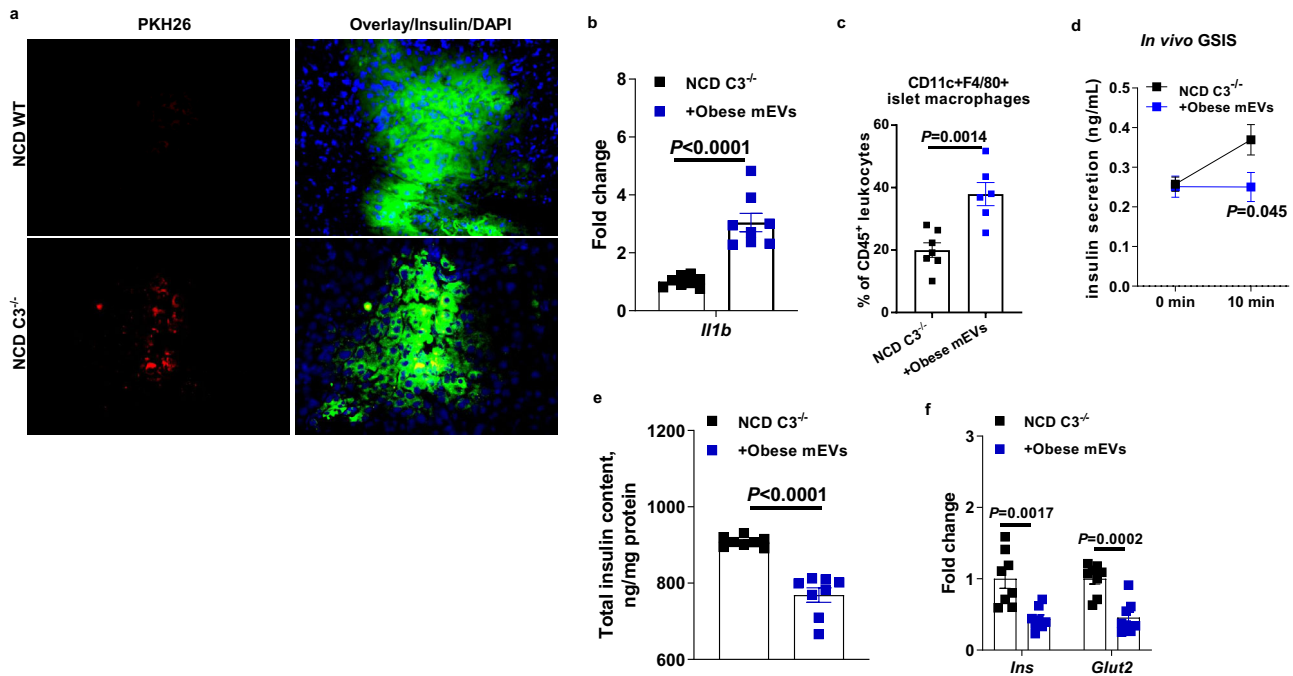 a
PKH26
Overlay/Insulin/DAPI
NCD WT
NCD C3-/-
b
NCD C3-/-
+Obese mEVs
P<0.0001
Fold change
8
6
4
2
0
Il1b
c
CD11c+F4/80+
islet macrophages
P=0.0014
% of CD45+ leukocytes
60
40
20
0
NCD C3-/-
+Obese mEVs
d
In vivo GSIS
NCD C3-/-
+Obese mEVs
insulin secretion (ng/mL)
0.5
0.4
0.3
0.2
0.1
0.0
P=0.045
0 min
10 min
e
NCD C3-/-
+Obese mEVs
P<0.0001
Total insulin content,
ng/mg protein
1200
1000
800
600
f
NCD C3-/-
+Obese mEVs
Fold change
3
2
1
0
P=0.0017
P=0.0002
Ins
Glut2